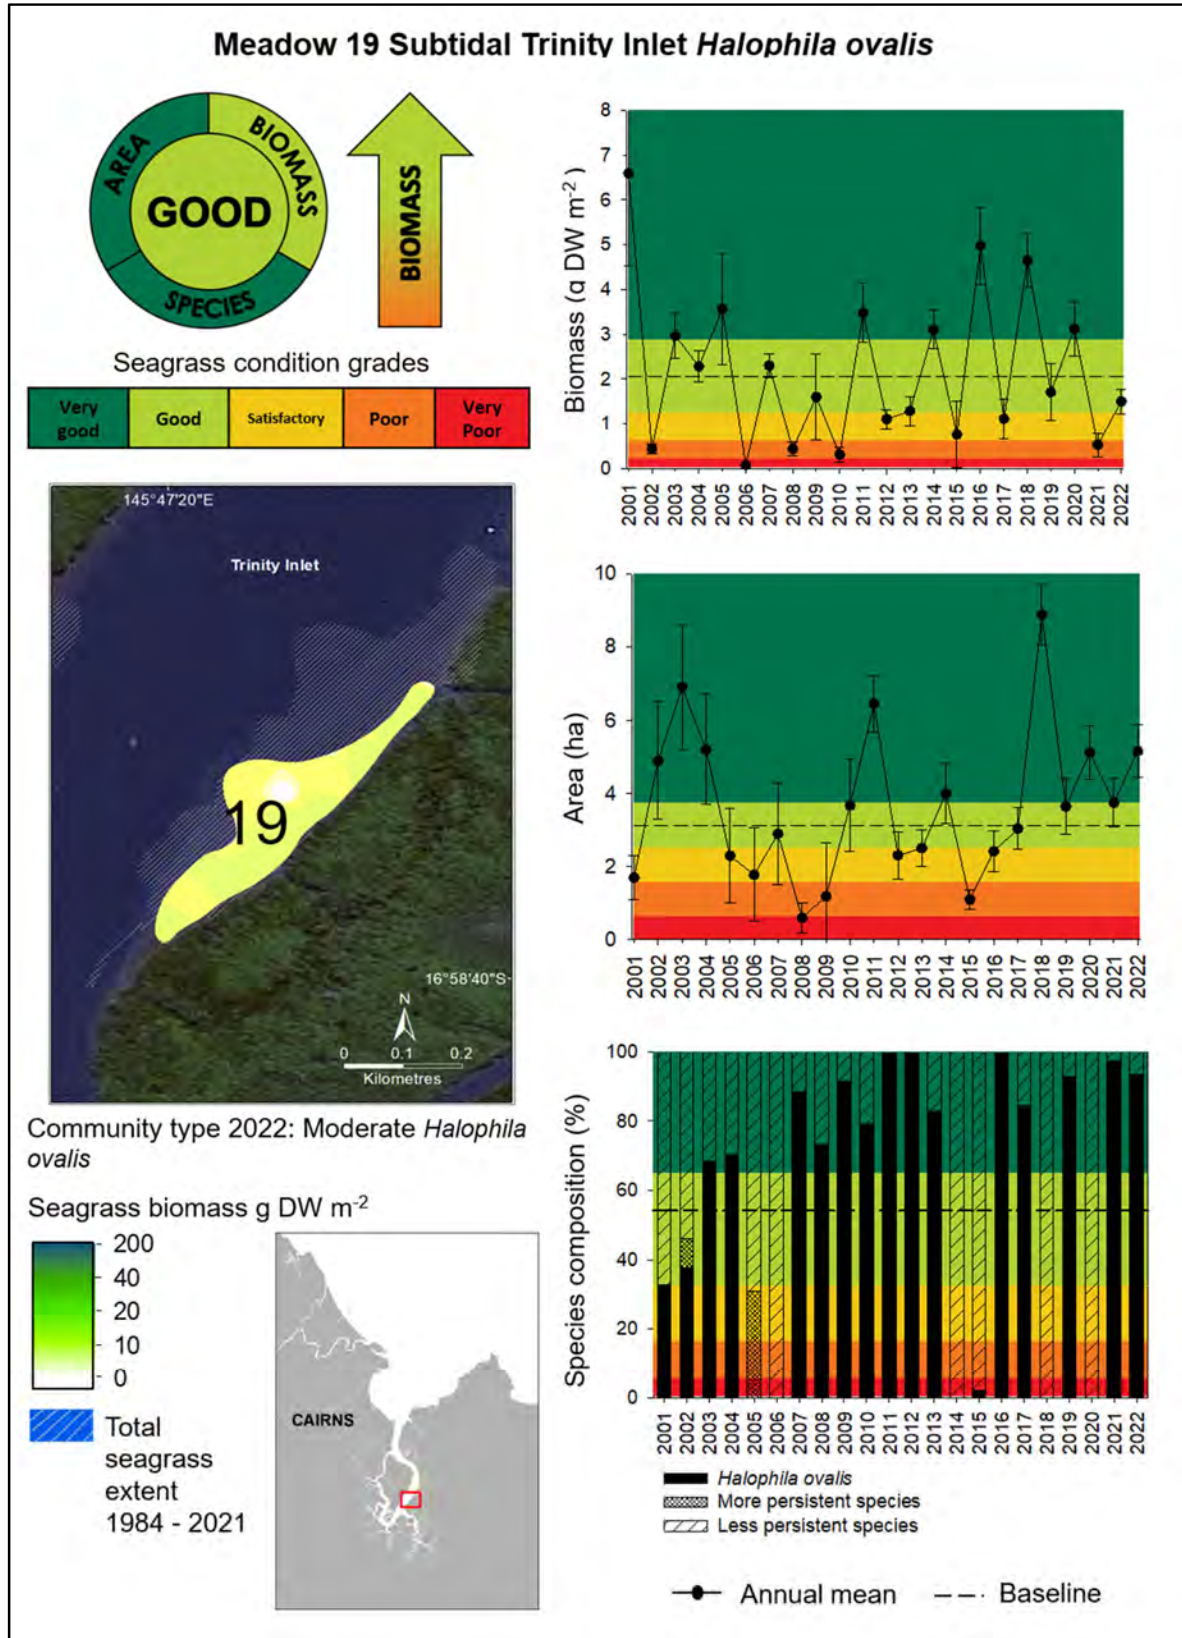 Meadow 19 Subtidal Trinity Inlet Halophila ovalis
AREA
BIOMASS
SPECIES
GOOD
BIOMASS
Seagrass condition grades
Very good
Good
Satisfactory
Poor
Very Poor
145°47'20"E
Trinity Inlet
19
16°58'40"S
N
0 0.1 0.2
Kilometres
Community type 2022: Moderate Halophila
ovalis
Seagrass biomass g DW m-2
200
40
20
10
0
Total
seagrass
extent
1984 - 2021
CAIRNS
Biomass (g DW m-2)
8
7
6
5
4
3
2
1
0
2001 2002 2003 2004 2005 2006 2007 2008 2009 2010 2011 2012 2013 2014 2015 2016 2017 2018 2019 2020 2021 2022
Area (ha)
10
8
6
4
2
0
2001 2002 2003 2004 2005 2006 2007 2008 2009 2010 2011 2012 2013 2014 2015 2016 2017 2018 2019 2020 2021 2022
Species composition (%)
100
80
60
40
20
0
2001 2002 2003 2004 2005 2006 2007 2008 2009 2010 2011 2012 2013 2014 2015 2016 2017 2018 2019 2020 2021 2022
Halophila ovalis
More persistent species
Less persistent species
Annual mean
Baseline